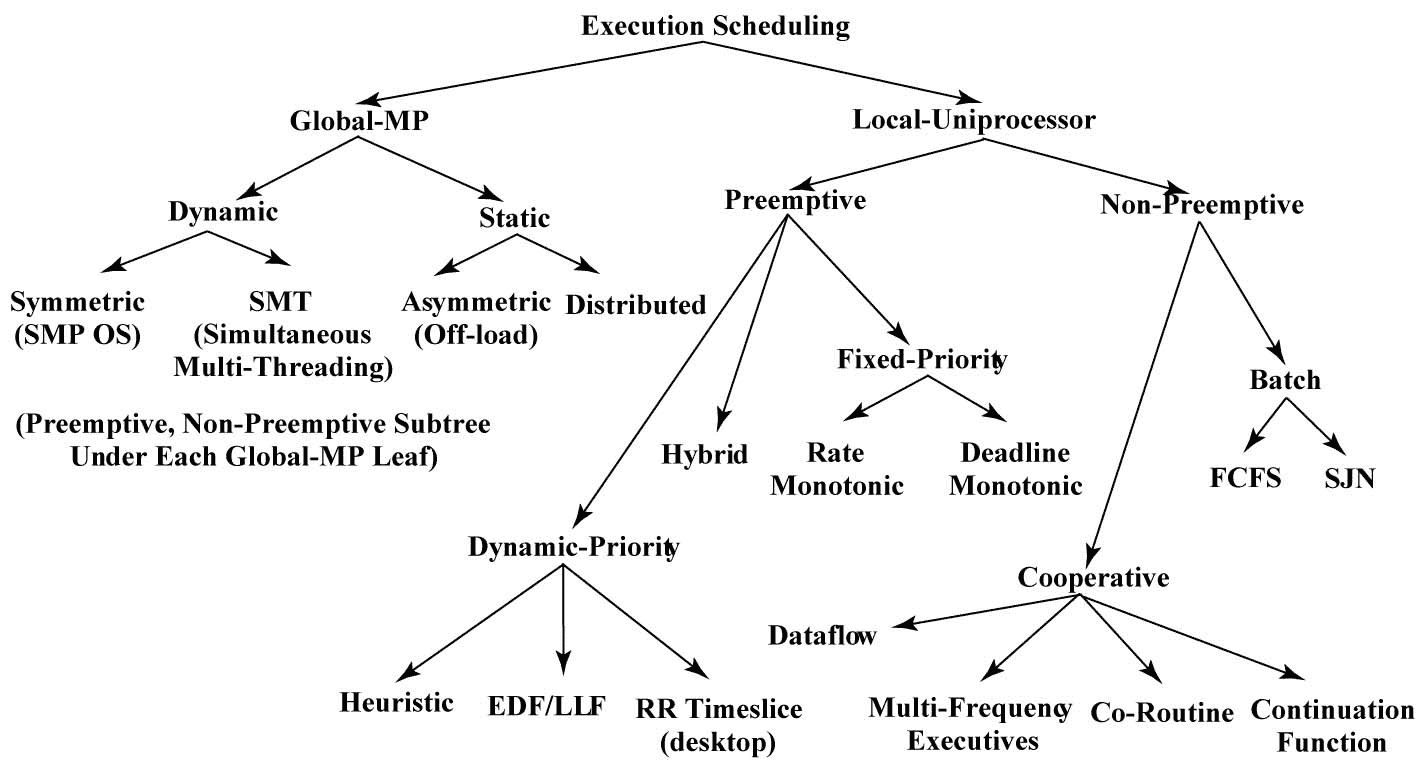 Execution Scheduling
Global-MP
Local-Uniprocessor
Dynamic
Static
Preemptive
Non-Preemptive
Symmetric
(SMP OS)
SMT
(Simultaneous
Multi-Threading)
Asymmetric
(Off-load)
Distributed
(Preemptive, Non-Preemptive Subtree
Under Each Global-MP Leaf)
Hybrid
Fixed-Priority
Rate
Monotonic
Deadline
Monotonic
Batch
FCFS
SJN
Dynamic-Priority
Heuristic
EDF/LLF
RR Timeslice
(desktop)
Cooperative
Dataflow
Multi-Frequency
Executives
Co-Routine
Continuation
Function